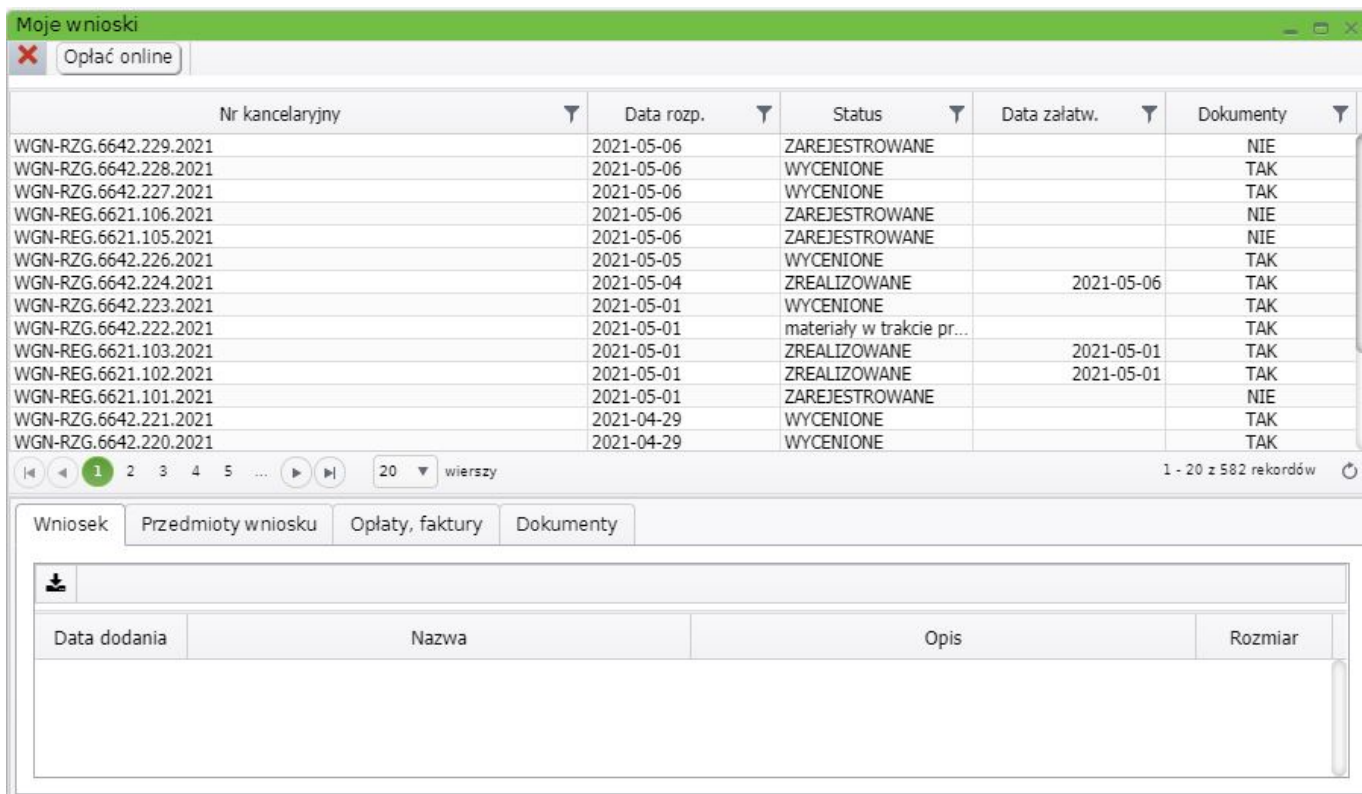 Moje wnioski
Opłać online
Nr kancelaryjny Data rozp. Status Data załatw. Dokumenty
WGN-RZG.6642.229.2021 2021-05-06 ZAREJESTROWANE NIE
WGN-RZG.6642.228.2021 2021-05-06 WYCENIONE TAK
WGN-RZG.6642.227.2021 2021-05-06 WYCENIONE TAK
WGN-REG.6621.106.2021 2021-05-06 ZAREJESTROWANE NIE
WGN-REG.6621.105.2021 2021-05-06 ZAREJESTROWANE NIE
WGN-RZG.6642.226.2021 2021-05-05 WYCENIONE TAK
WGN-RZG.6642.224.2021 2021-05-04 ZREALIZOWANE 2021-05-06 TAK
WGN-RZG.6642.223.2021 2021-05-01 WYCENIONE TAK
WGN-RZG.6642.222.2021 2021-05-01 materiały w trakcie pr... TAK
WGN-REG.6621.103.2021 2021-05-01 ZREALIZOWANE 2021-05-01 TAK
WGN-REG.6621.102.2021 2021-05-01 ZREALIZOWANE 2021-05-01 TAK
WGN-REG.6621.101.2021 2021-05-01 ZAREJESTROWANE NIE
WGN-RZG.6642.221.2021 2021-04-29 WYCENIONE TAK
WGN-RZG.6642.220.2021 2021-04-29 WYCENIONE TAK
1 2 3 4 5 ... 20 wierszy 1 - 20 z 582 rekordów
Wniosek Przedmioty wniosku Opłaty, faktury Dokumenty
Data dodania Nazwa Opis Rozmiar